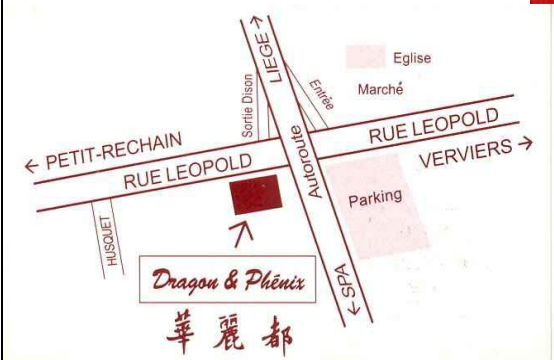 ← LIEGE →
Eglise
Sortie Dison
Entrée
Marché
← PETIT-RECHAIN
RUE LEOPOLD
RUE LEOPOLD
VERVIERS →
Autoroute
Parking
HUSQUET
← SPA
Dragon & Phénix
華麗都